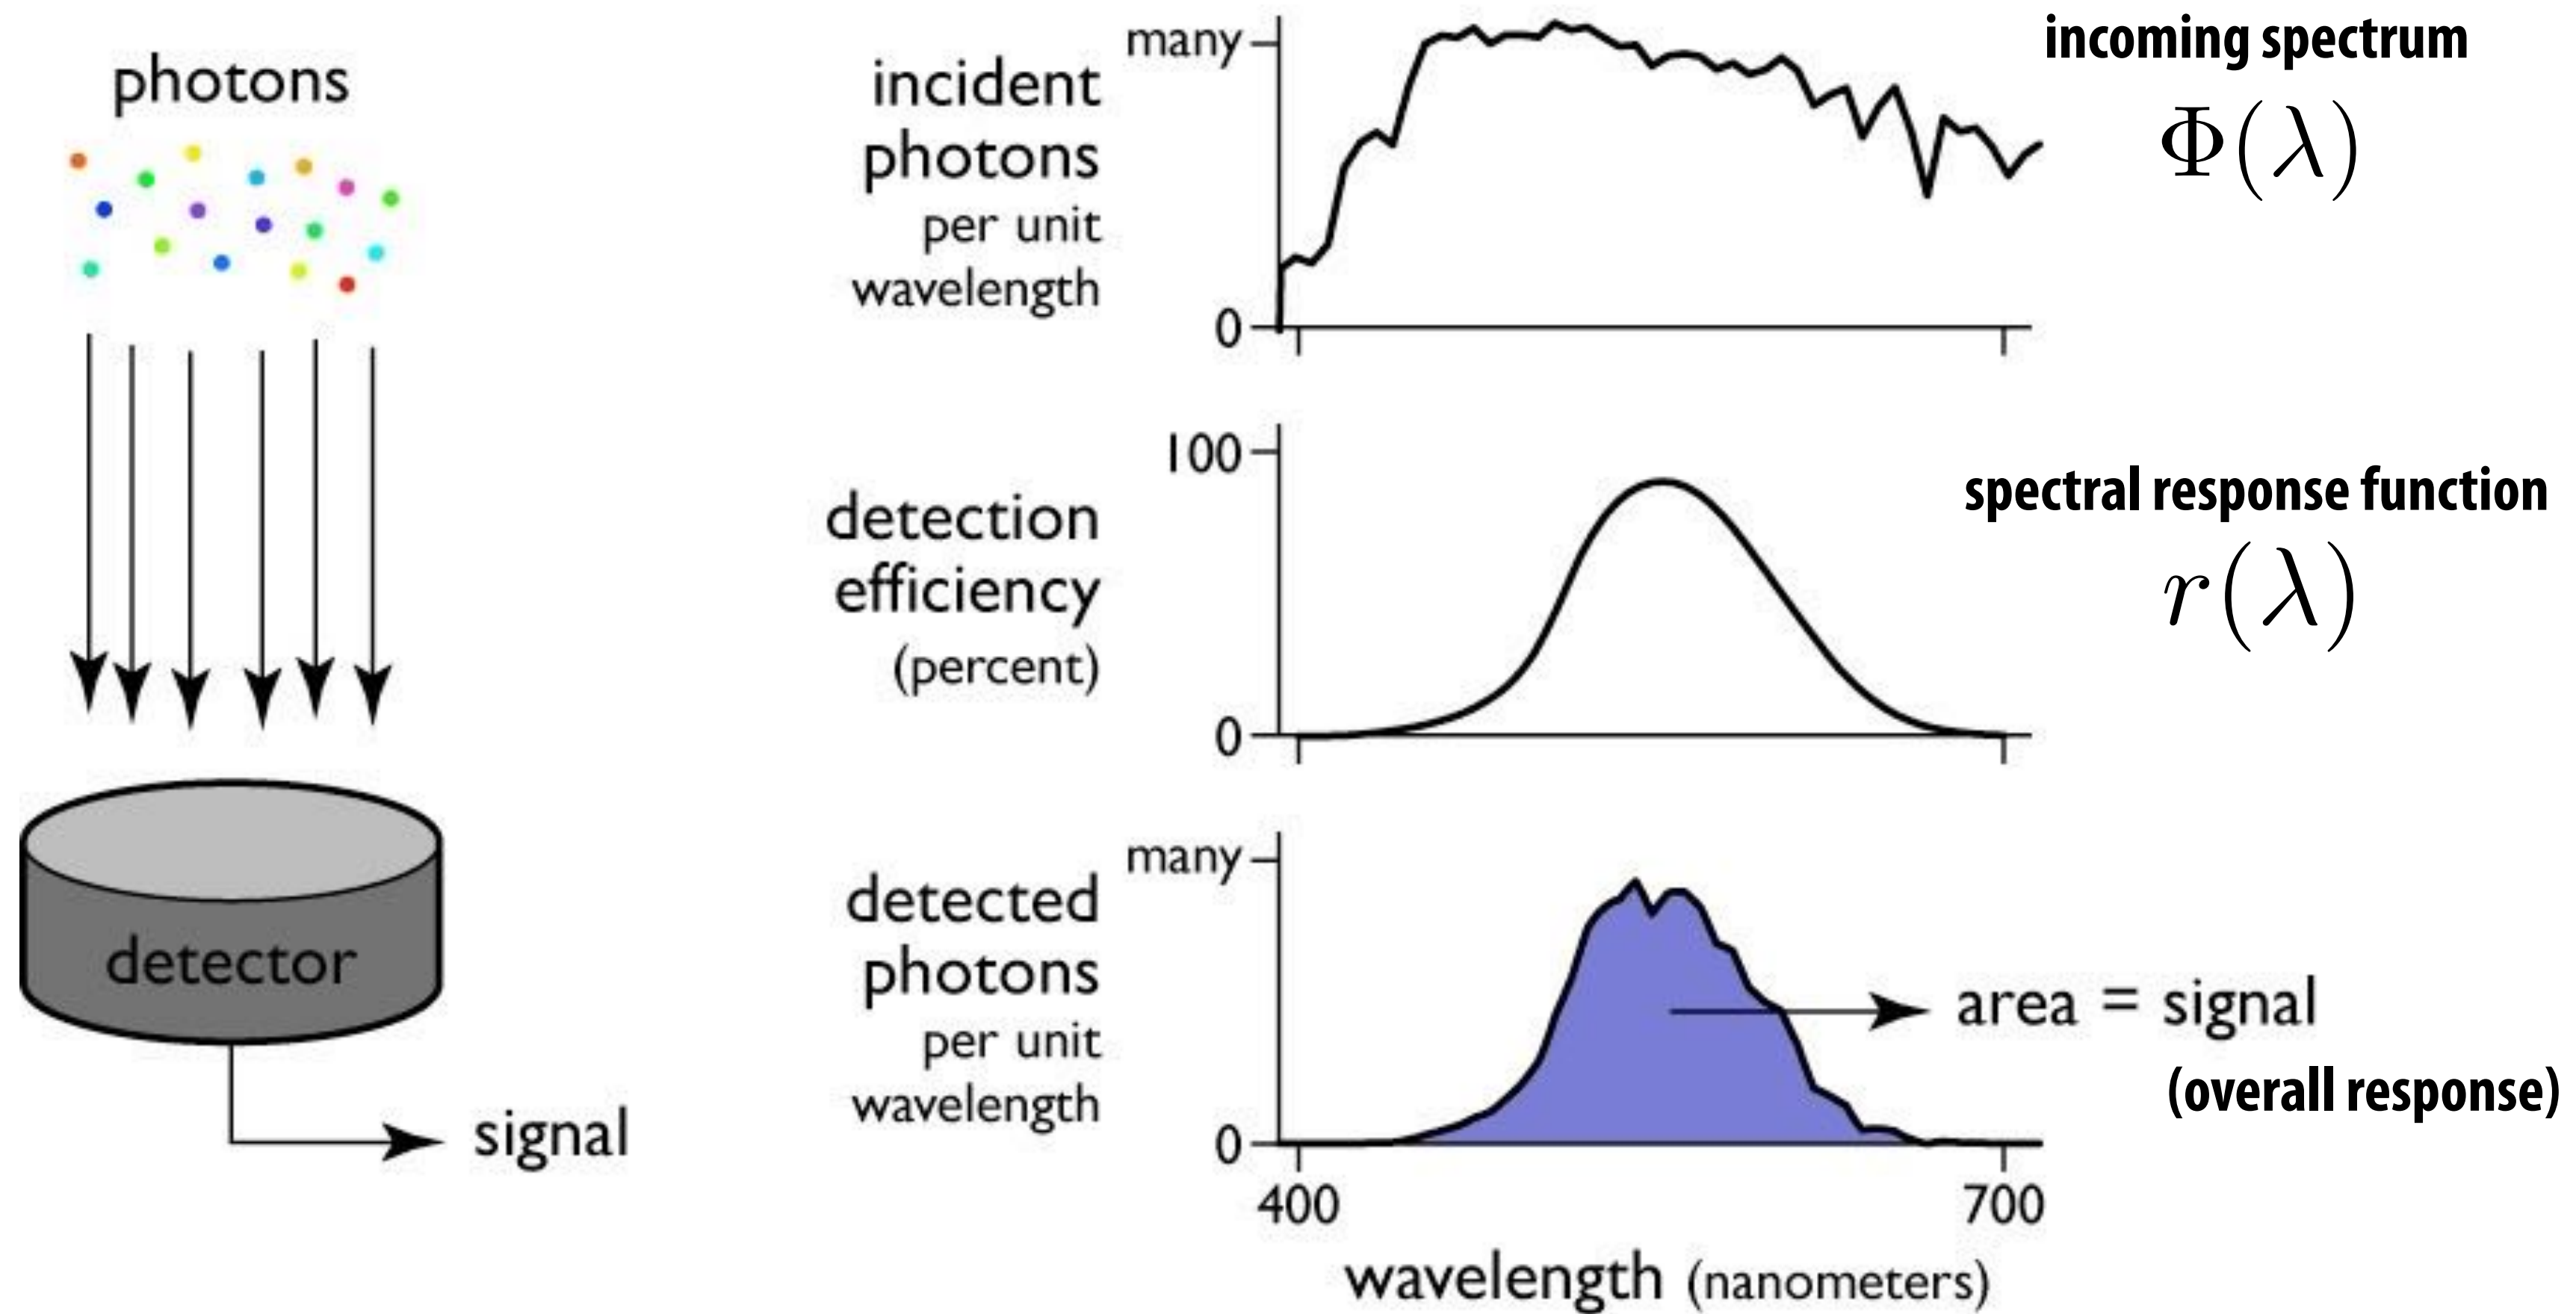 photons
detector
signal
incident
photons
per unit
wavelength
many
0
incoming spectrum
Φ(λ)
detection
efficiency
(percent)
100
0
spectral response function
r(λ)
detected
photons
per unit
wavelength
many
0
area = signal
(overall response)
400
700
wavelength (nanometers)